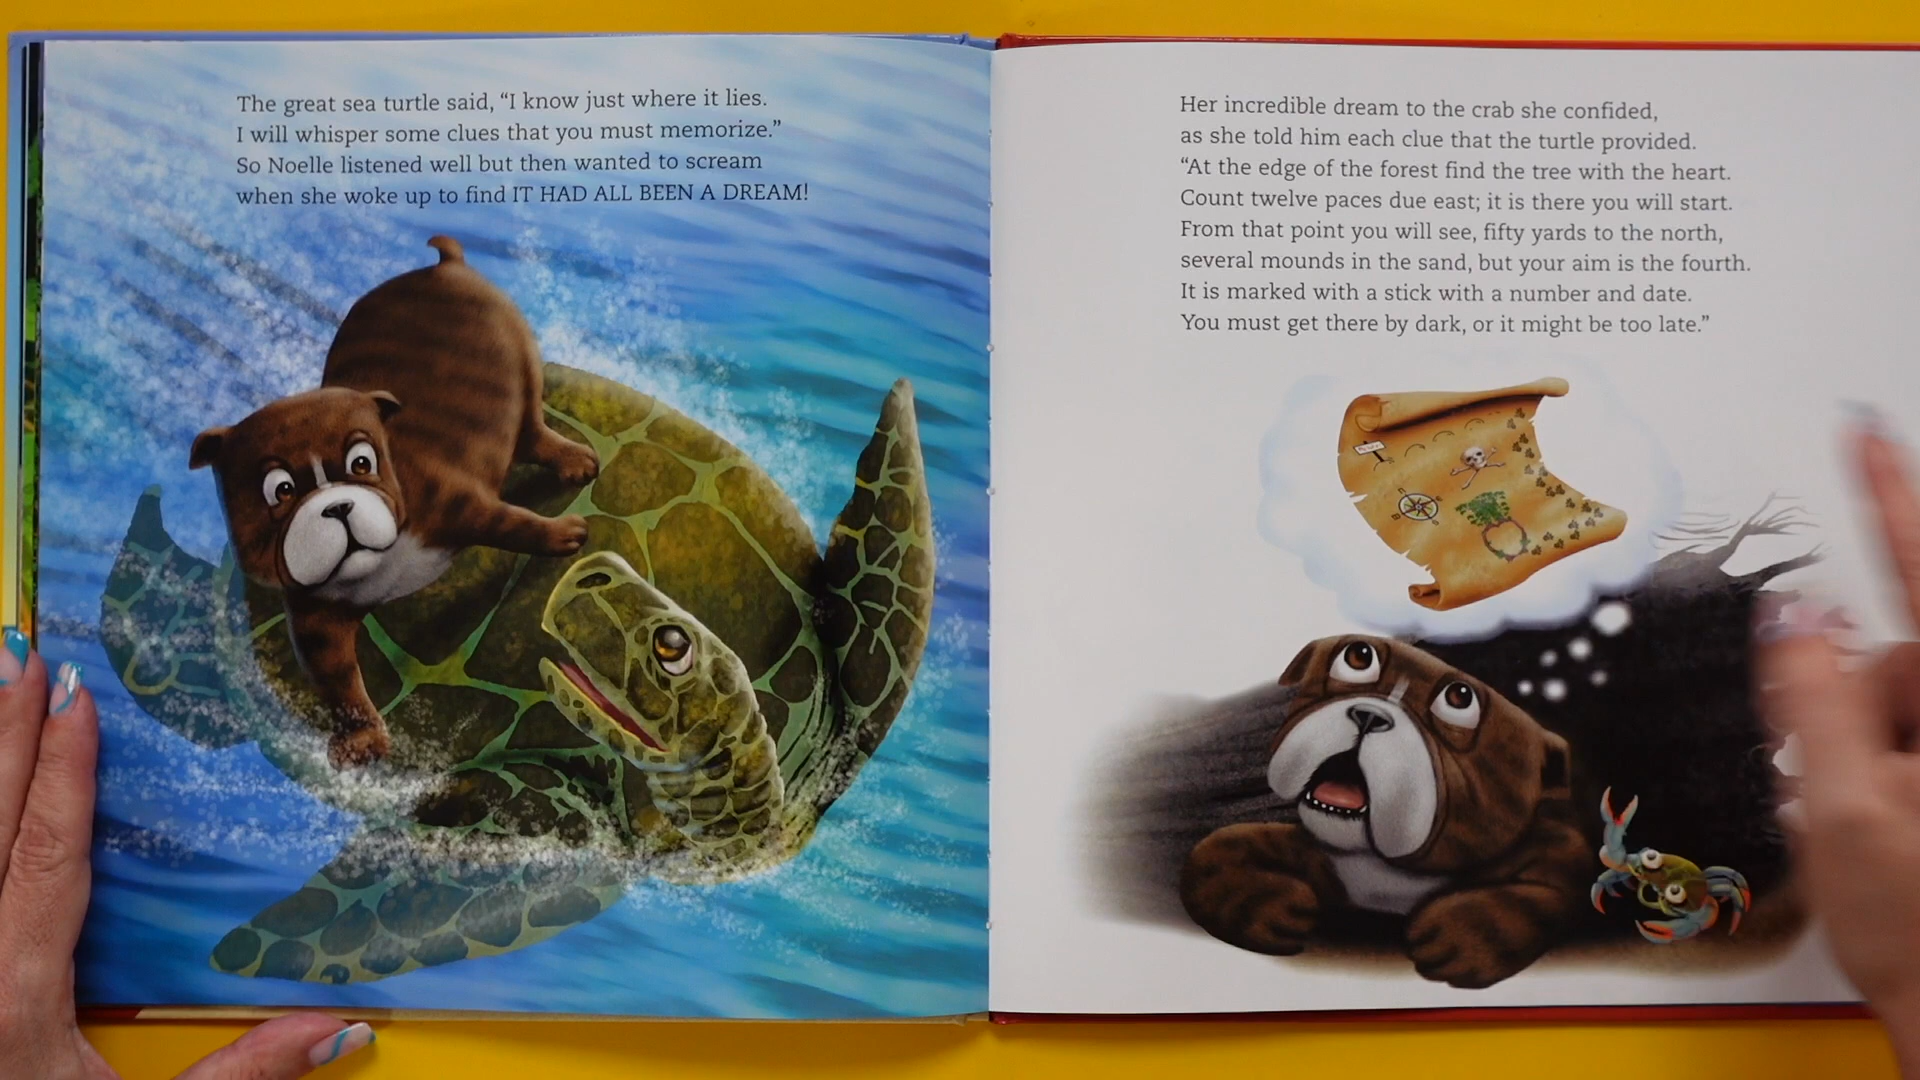 The great sea turtle said, “I know just where it lies.
I will whisper some clues that you must memorize.”
So Noelle listened well but then wanted to scream
when she woke up to find IT HAD ALL BEEN A DREAM!
Her incredible dream to the crab she confided,
as she told him each clue that the turtle provided.
“At the edge of the forest find the tree with the heart.
Count twelve paces due east; it is there you will start.
From that point you will see, fifty yards to the north,
several mounds in the sand, but your aim is the fourth.
It is marked with a stick with a number and date.
You must get there by dark, or it might be too late.”